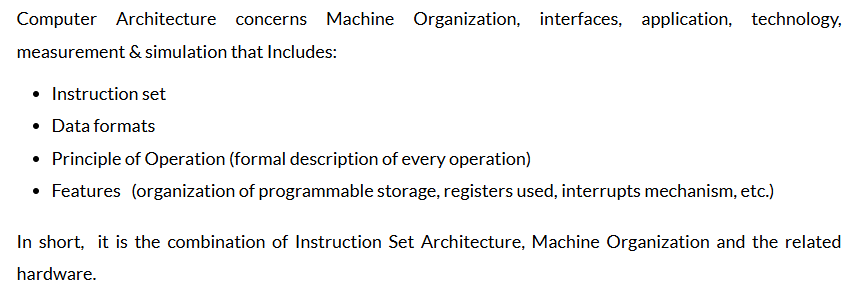 Computer Architecture concerns Machine Organization, interfaces, application, technology,
measurement & simulation that Includes:
• Instruction set
• Data formats
• Principle of Operation (formal description of every operation)
• Features (organization of programmable storage, registers used, interrupts mechanism, etc.)
In short, it is the combination of Instruction Set Architecture, Machine Organization and the related
hardware.